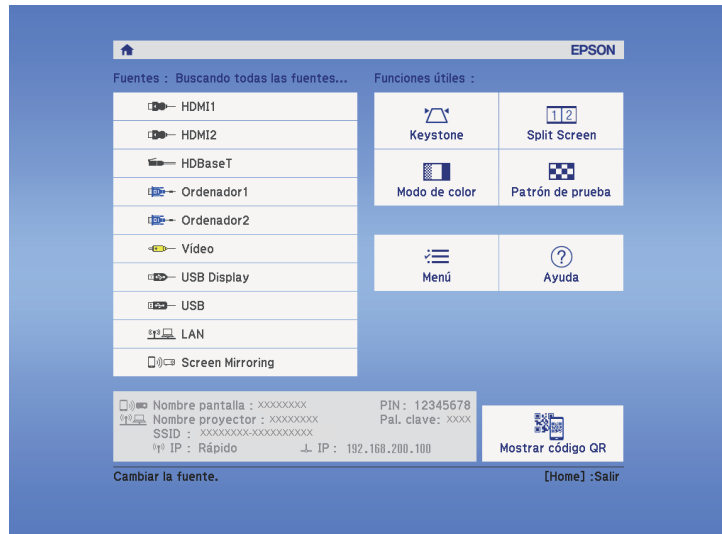 EPSON
Fuentes : Buscando todas las fuentes...
HDMI1
HDMI2
HDBaseT
Ordenador1
Ordenador2
Vídeo
USB Display
USB
LAN
Screen Mirroring
Funciones útiles :
Keystone
1 2
Split Screen
Modo de color
Patrón de prueba
Menú
?
Ayuda
Nombre pantalla : XXXXXXXX PIN : 12345678
Nombre proyector : XXXXXXXX Pal. clave: XXXX
SSID : XXXXXXXX-XXXXXXXXXX
IP : Rápido IP : 192.168.200.100
Mostrar código QR
Cambiar la fuente. [Home] :Salir